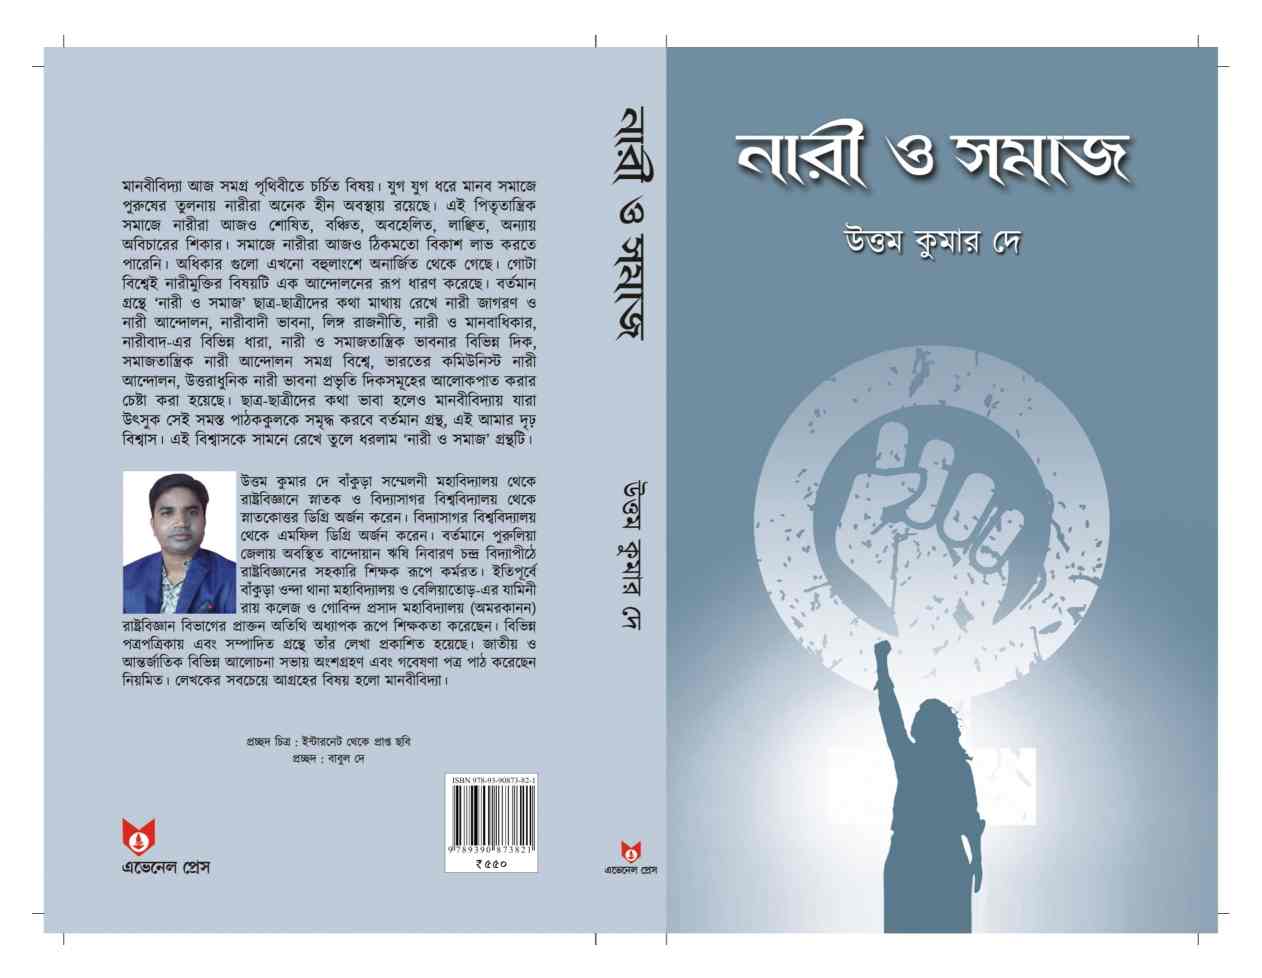 মানবীবিদ্যা আজ সমগ্র পৃথিবীতে চর্চিত বিষয়। যুগ যুগ ধরে মানব সমাজে
পুরুষের তুলনায় নারীরা অনেক হীন অবস্থায় রয়েছে। এই পিতৃতান্ত্রিক
সমাজে নারীরা আজও শোষিত, বঞ্চিত, অবহেলিত, লাঞ্ছিত, অন্যায়
অবিচারের শিকার। সমাজে নারীরা আজও ঠিকমতো বিকাশ লাভ করতে
পারেনি। অধিকার গুলো এখনো বহুলাংশে অনার্জিত থেকে গেছে। গোটা
বিশ্বেই নারীমুক্তির বিষয়টি এক আন্দোলনের রূপ ধারণ করেছে। বর্তমান
গ্রন্থে ‘নারী ও সমাজ’ ছাত্র-ছাত্রীদের কথা মাথায় রেখে নারী জাগরণ ও
নারী আন্দোলন, নারীবাদী ভাবনা, লিঙ্গ রাজনীতি, নারী ও মানবাধিকার,
নারীবাদ-এর বিভিন্ন ধারা, নারী ও সমাজতান্ত্রিক ভাবনার বিভিন্ন দিক,
সমাজতান্ত্রিক নারী আন্দোলন সমগ্র বিশ্বে, ভারতের কমিউনিস্ট নারী
আন্দোলন, উত্তরাধুনিক নারী ভাবনা প্রভৃতি দিকসমূহের আলোকপাত করার
চেষ্টা করা হয়েছে। ছাত্র-ছাত্রীদের কথা ভাবা হলেও মানবীবিদ্যায় যারা
উৎসুক সেই সমস্ত পাঠককুলকে সমৃদ্ধ করবে বর্তমান গ্রন্থ, এই আমার দৃঢ়
বিশ্বাস। এই বিশ্বাসকে সামনে রেখে তুলে ধরলাম ‘নারী ও সমাজ’ গ্রন্থটি।
উত্তম কুমার দে বাঁকুড়া সম্মেলনী মহাবিদ্যালয় থেকে
রাষ্ট্রবিজ্ঞানে স্নাতক ও বিদ্যাসাগর বিশ্ববিদ্যালয় থেকে
স্নাতকোত্তর ডিগ্রি অর্জন করেন। বিদ্যাসাগর বিশ্ববিদ্যালয়
থেকে এমফিল ডিগ্রি অর্জন করেন। বর্তমানে পুরুলিয়া
জেলায় অবস্থিত বান্দোয়ান ঋষি নিবারণ চন্দ্র বিদ্যাপীঠে
রাষ্ট্রবিজ্ঞানের সহকারি শিক্ষক রূপে কর্মরত। ইতিপূর্বে
বাঁকুড়া ওন্দা থানা মহাবিদ্যালয় ও বেলিয়াতোড়-এর যামিনী
রায় কলেজ ও গোবিন্দ প্রসাদ মহাবিদ্যালয় (অমরকানন)
রাষ্ট্রবিজ্ঞান বিভাগের প্রাক্তন অতিথি অধ্যাপক রূপে শিক্ষকতা করেছেন। বিভিন্ন
পত্রপত্রিকায় এবং সম্পাদিত গ্রন্থে তাঁর লেখা প্রকাশিত হয়েছে। জাতীয় ও
আন্তর্জাতিক বিভিন্ন আলোচনা সভায় অংশগ্রহণ এবং গবেষণা পত্র পাঠ করেছেন
নিয়মিত। লেখকের সবচেয়ে আগ্রহের বিষয় হলো মানবীবিদ্যা।
প্রচ্ছদ চিত্র : ইন্টারনেট থেকে প্রাপ্ত ছবি
প্রচ্ছদ : বাবুল দে
ISBN 978-93-90873-82-1
9 789390 873821
₹ ৫৫০
এভেনেল প্রেস
নারী ও সমাজ
উত্তম কুমার দে
এভেনেল প্রেস
নারী ও সমাজ
উত্তম কুমার দে